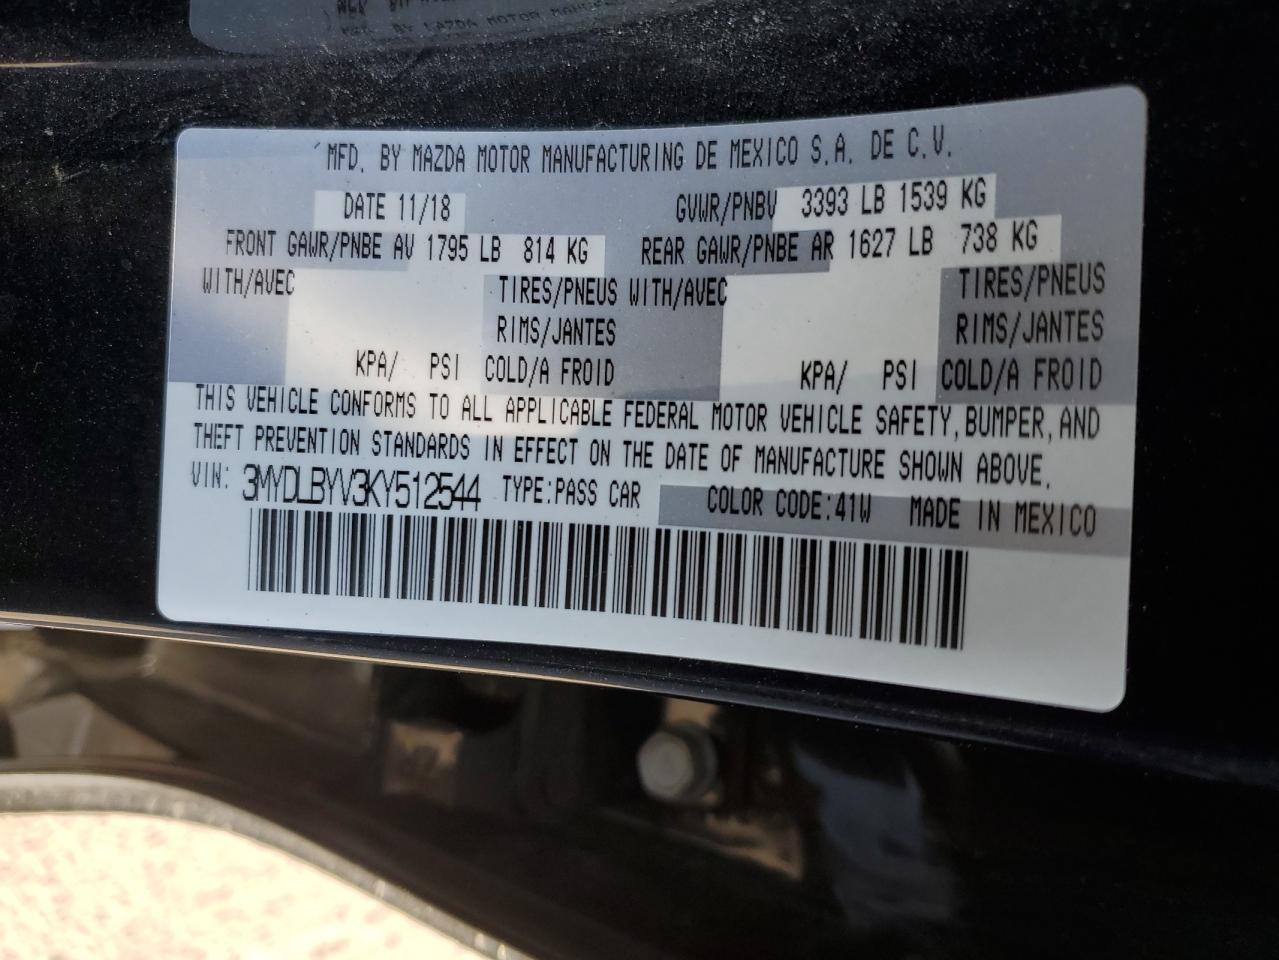 MFD. BY MAZDA MOTOR MANUFACTURING DE MEXICO S.A. DE C.V.
DATE 11/18 GVWR/PNBV 3393 LB 1539 KG
FRONT GAWR/PNBE AV 1795 LB 814 KG REAR GAWR/PNBE AR 1627 LB 738 KG
WITH/AVEC TIRES/PNEUS WITH/AVEC TIRES/PNEUS
RIMS/JANTES RIMS/JANTES
KPA/ PSI COLD/A FROID KPA/ PSI COLD/A FROID
THIS VEHICLE CONFORMS TO ALL APPLICABLE FEDERAL MOTOR VEHICLE SAFETY, BUMPER, AND
THEFT PREVENTION STANDARDS IN EFFECT ON THE DATE OF MANUFACTURE SHOWN ABOVE.
VIN: 3MYDLBYV3KY512544 TYPE:PASS CAR COLOR CODE:41W MADE IN MEXICO